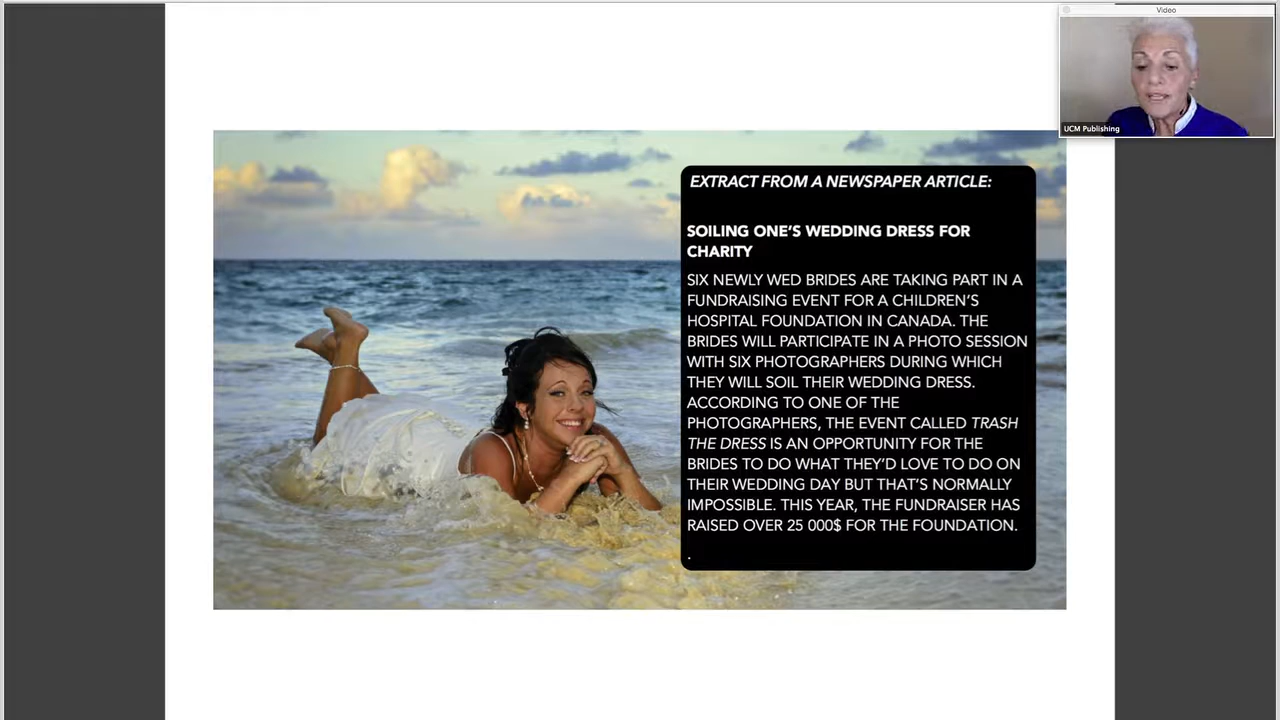 Video
UCM Publishing
EXTRACT FROM A NEWSPAPER ARTICLE:
SOILING ONE'S WEDDING DRESS FOR
CHARITY
SIX NEWLY WED BRIDES ARE TAKING PART IN A
FUNDRAISING EVENT FOR A CHILDREN'S
HOSPITAL FOUNDATION IN CANADA. THE
BRIDES WILL PARTICIPATE IN A PHOTO SESSION
WITH SIX PHOTOGRAPHERS DURING WHICH
THEY WILL SOIL THEIR WEDDING DRESS.
ACCORDING TO ONE OF THE
PHOTOGRAPHERS, THE EVENT CALLED TRASH
THE DRESS IS AN OPPORTUNITY FOR THE
BRIDES TO DO WHAT THEY'D LOVE TO DO ON
THEIR WEDDING DAY BUT THAT'S NORMALLY
IMPOSSIBLE. THIS YEAR, THE FUNDRAISER HAS
RAISED OVER 25 000$ FOR THE FOUNDATION.
.